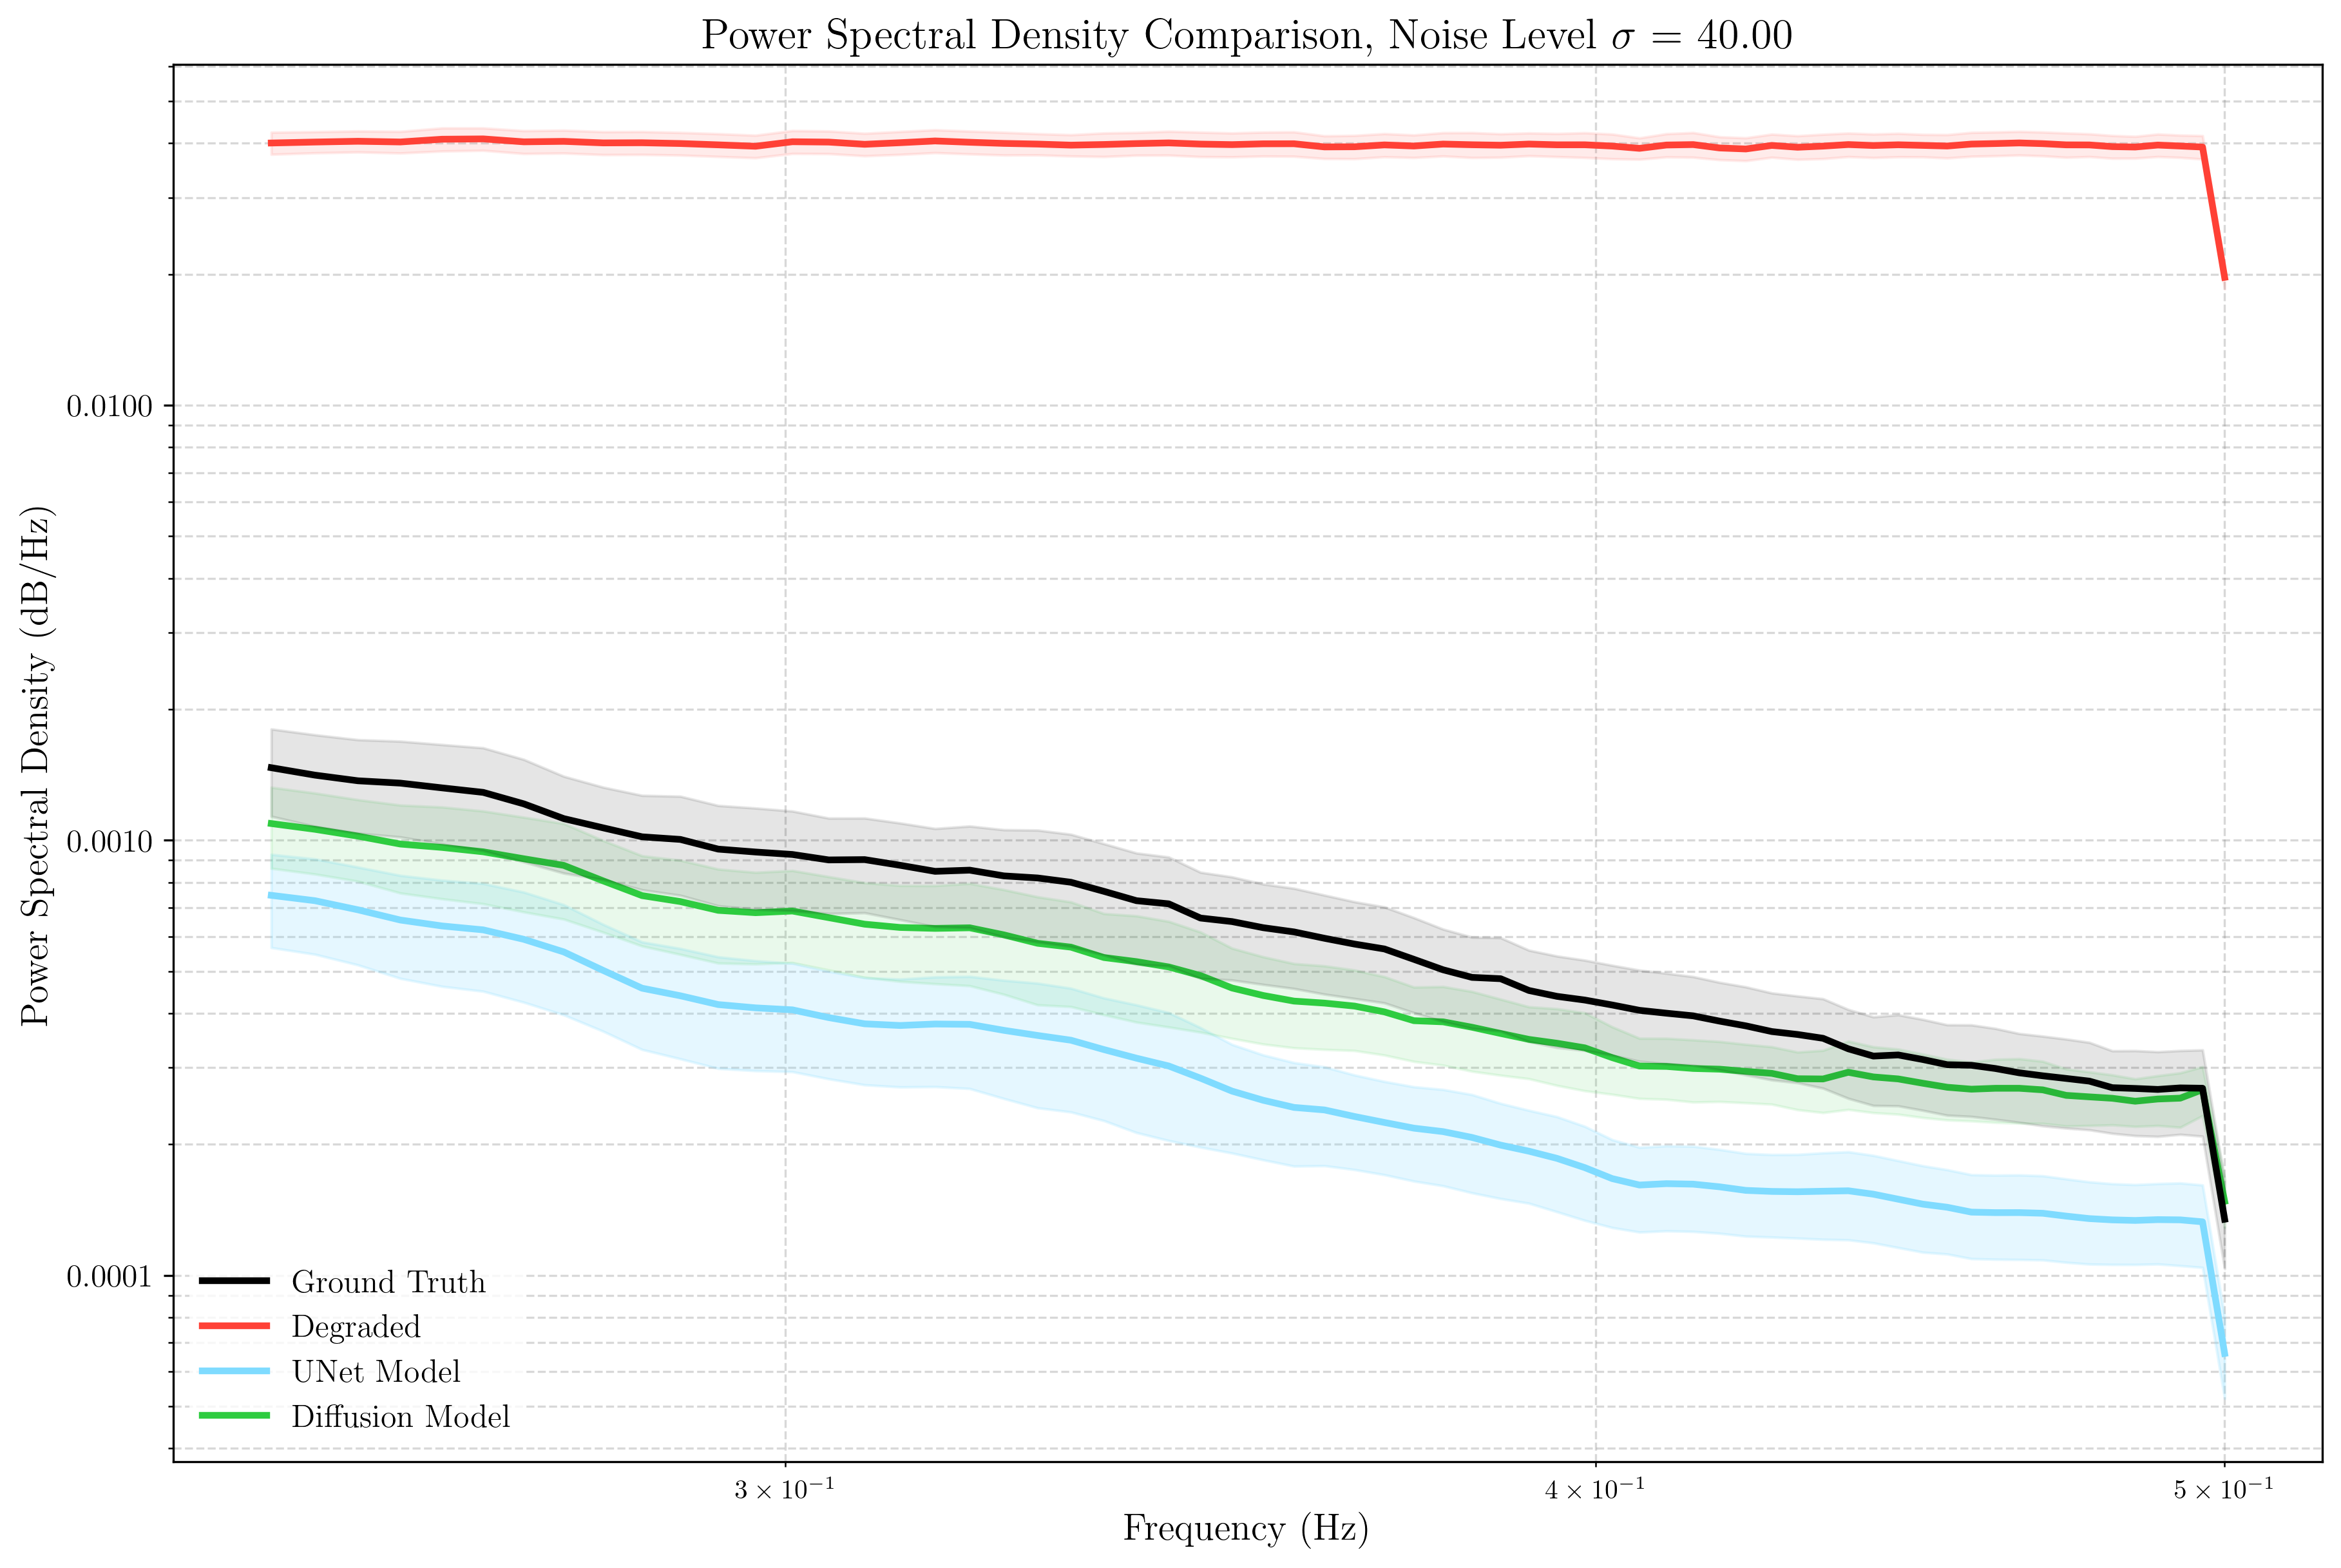 Power Spectral Density Comparison, Noise Level σ = 40.00
Power Spectral Density (dB/Hz)
0.0100
0.0010
0.0001
Ground Truth
Degraded
UNet Model
Diffusion Model
3 × 10⁻¹
4 × 10⁻¹
5 × 10⁻¹
Frequency (Hz)